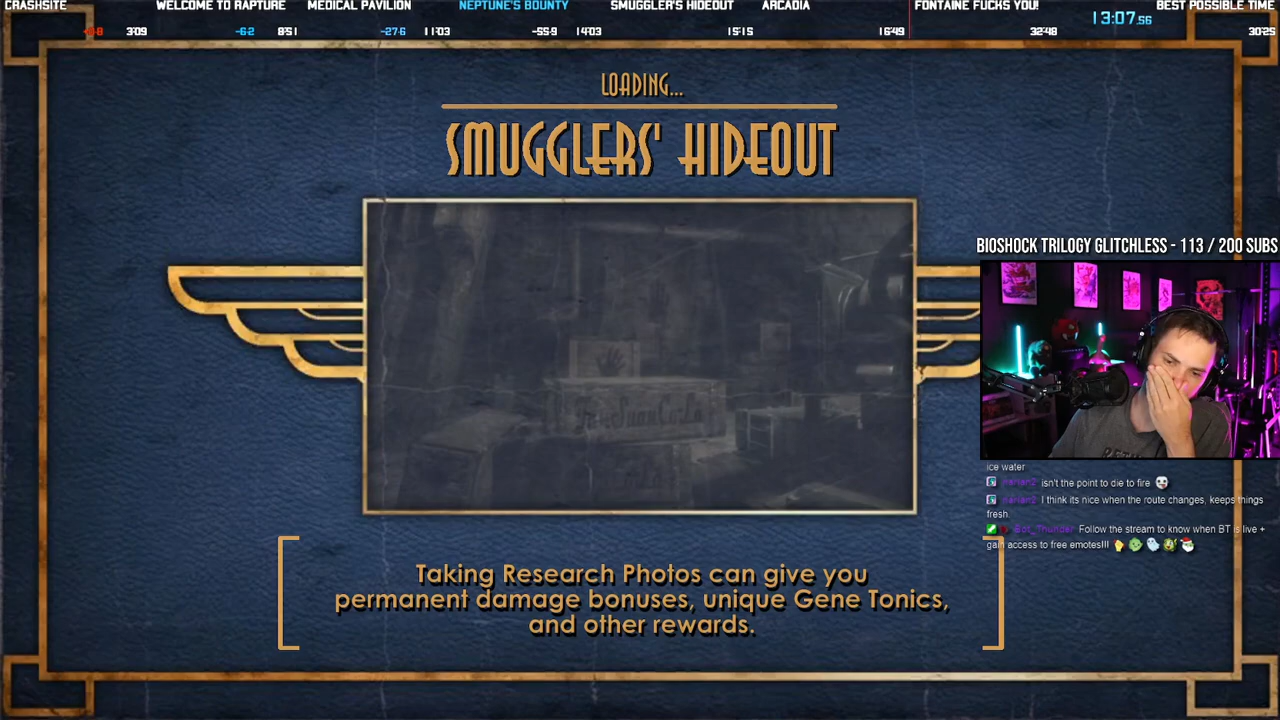 CRASHSITE WELCOME TO RAPTURE MEDICAL PAVILION NEPTUNE'S BOUNTY SMUGGLER'S HIDEOUT ARCADIA FONTAINE FUCKS YOU! BEST POSSIBLE TIME
3:09 -6.2 8:51 -27.6 11:03 -55.9 14:03 15:15 16:49 32:48 13:07.56 30:25
LOADING...
SMUGGLERS' HIDEOUT
BIOSHOCK TRILOGY GLITCHLESS - 113 / 200 SUBS
ice water
isn't the point to die to fire
I think its nice when the route changes, keeps things
fresh
Bot_Thunder: Follow the stream to know when BT is live +
gain access to free emotes!!!
Taking Research Photos can give you
permanent damage bonuses, unique Gene Tonics,
and other rewards.